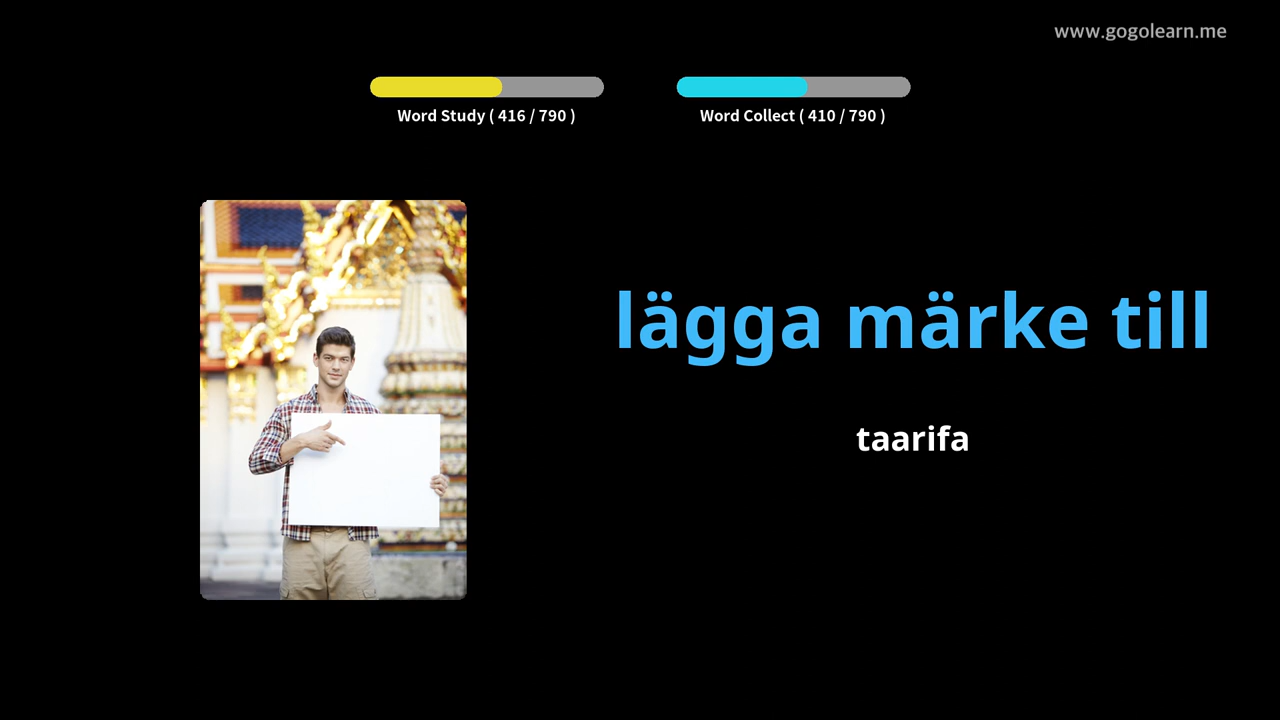 www.gogolearn.me
Word Study ( 416 / 790 )
Word Collect ( 410 / 790 )
lägga märke till
taarifa